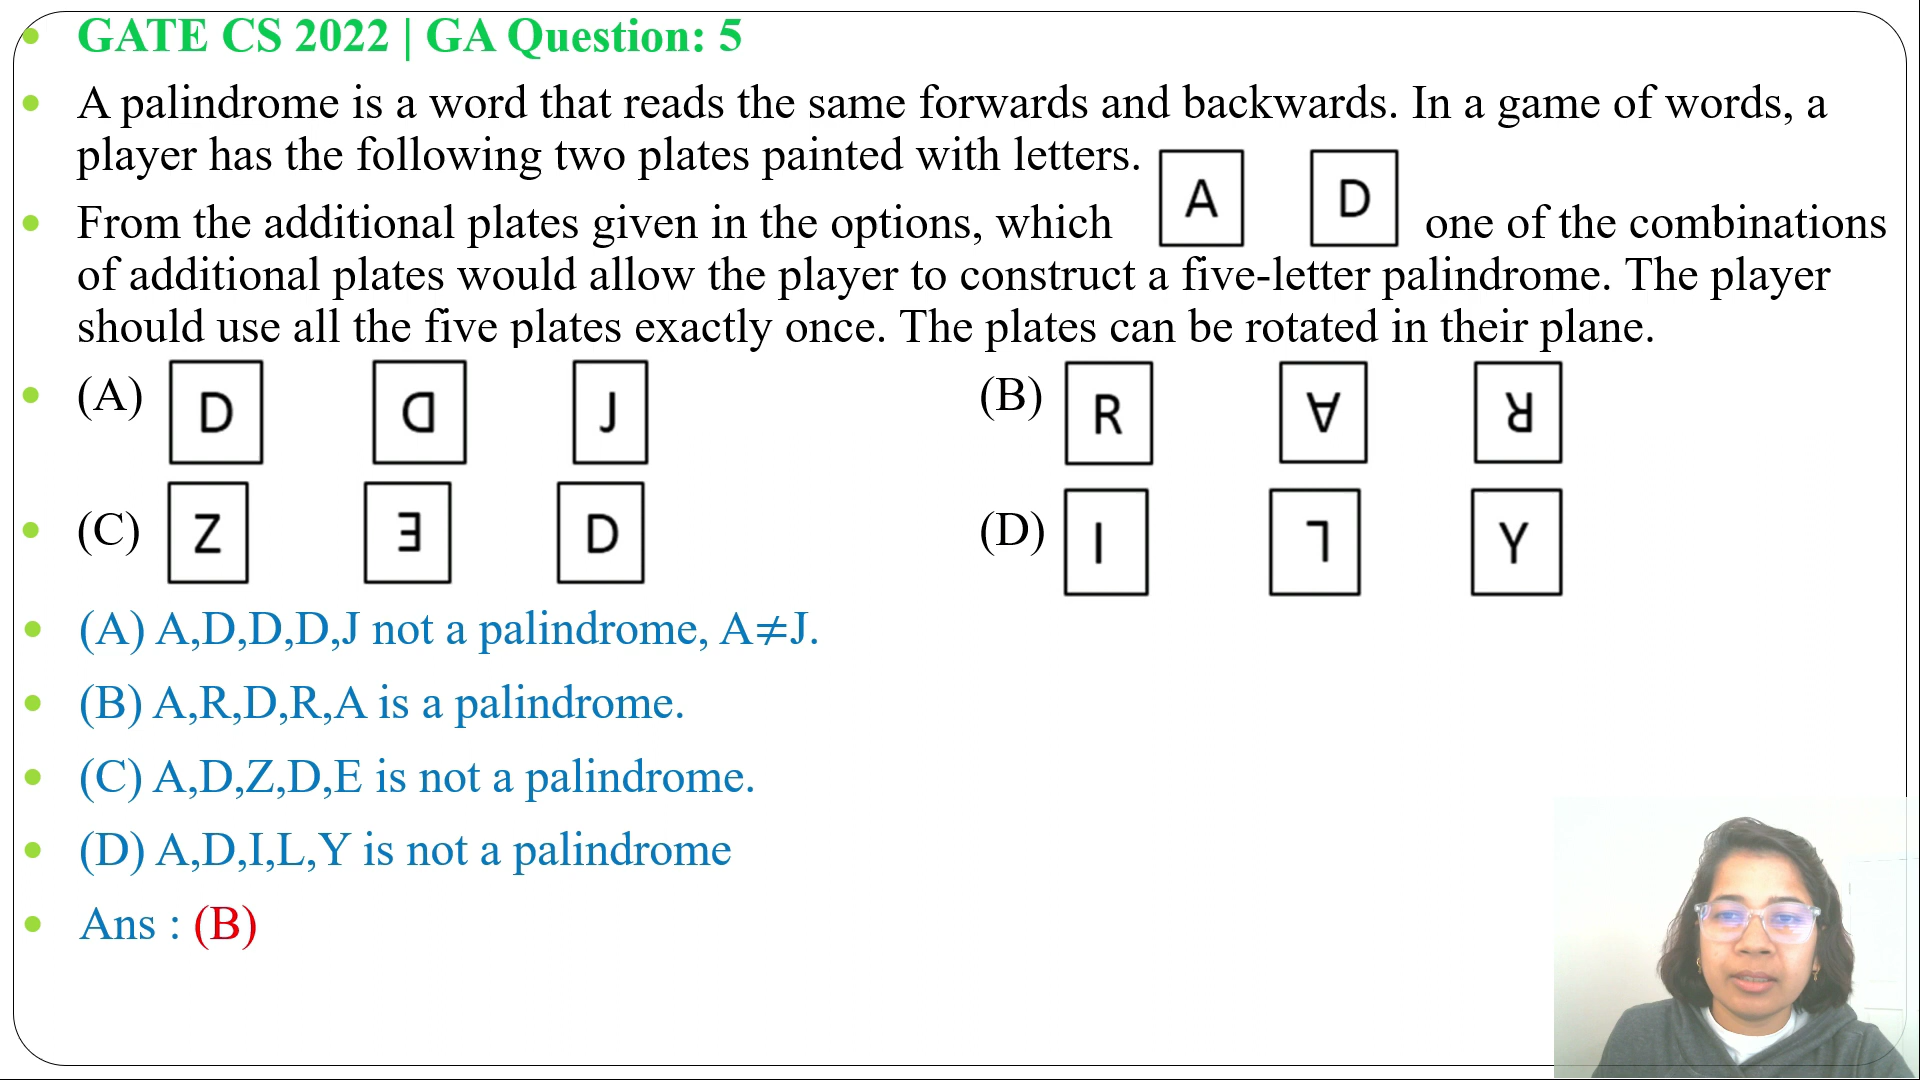 GATE CS 2022 | GA Question: 5
A palindrome is a word that reads the same forwards and backwards. In a game of words, a
player has the following two plates painted with letters.
A D
From the additional plates given in the options, which one of the combinations
of additional plates would allow the player to construct a five-letter palindrome. The player
should use all the five plates exactly once. The plates can be rotated in their plane.
(A) D D J (B) R A R
(C) Z E D (D) I L Y
(A) A,D,D,D,J not a palindrome, A≠J.
(B) A,R,D,R,A is a palindrome.
(C) A,D,Z,D,E is not a palindrome.
(D) A,D,I,L,Y is not a palindrome
Ans : (B)